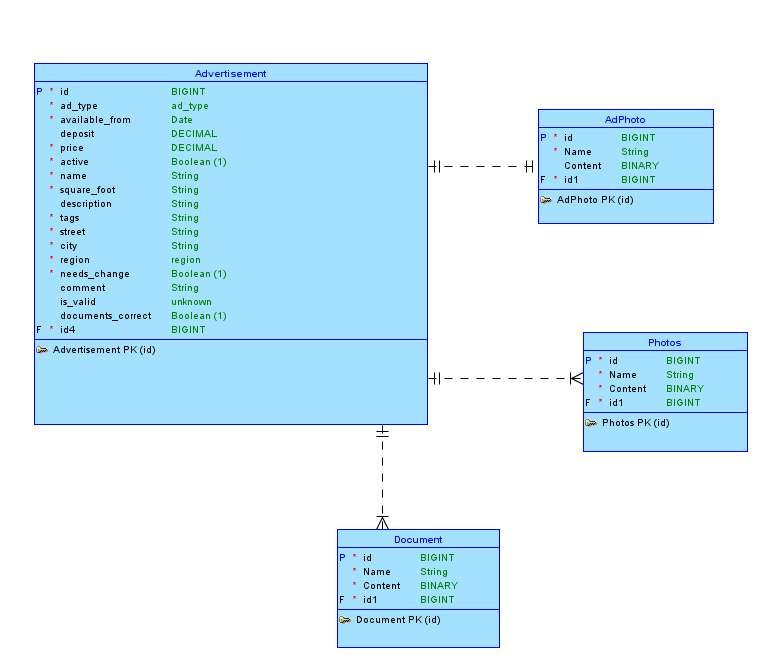 Advertisement
P * id BIGINT
* ad_type ad_type
* available_from Date
deposit DECIMAL
* price DECIMAL
* active Boolean (1)
* name String
* square_foot String
description String
* tags String
* street String
* city String
* region region
* needs_change Boolean (1)
comment String
is_valid unknown
documents_correct Boolean (1)
F * id4 BIGINT
Advertisement PK (id)
AdPhoto
P * id BIGINT
* Name String
Content BINARY
F * id1 BIGINT
AdPhoto PK (id)
Photos
P * id BIGINT
* Name String
* Content BINARY
F * id1 BIGINT
Photos PK (id)
Document
P * id BIGINT
* Name String
* Content BINARY
F * id1 BIGINT
Document PK (id)